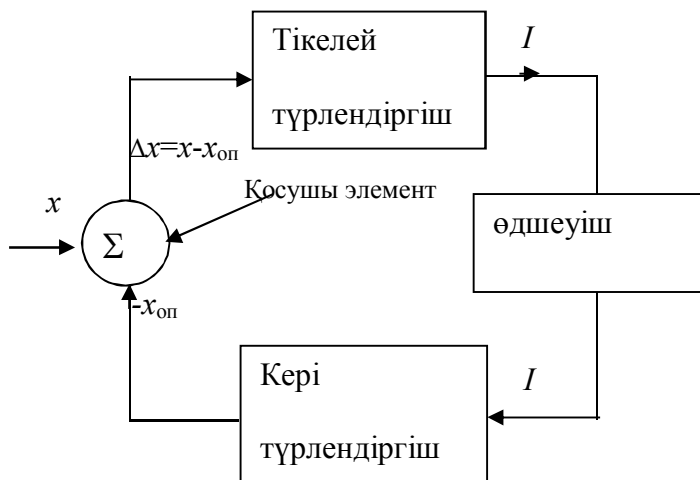 Тікелей
түрлендіргіш
I
Δx=x-xоп
Қосушы элемент
x
Σ
өдшеуіш
-xоп
Кері
түрлендіргіш
I